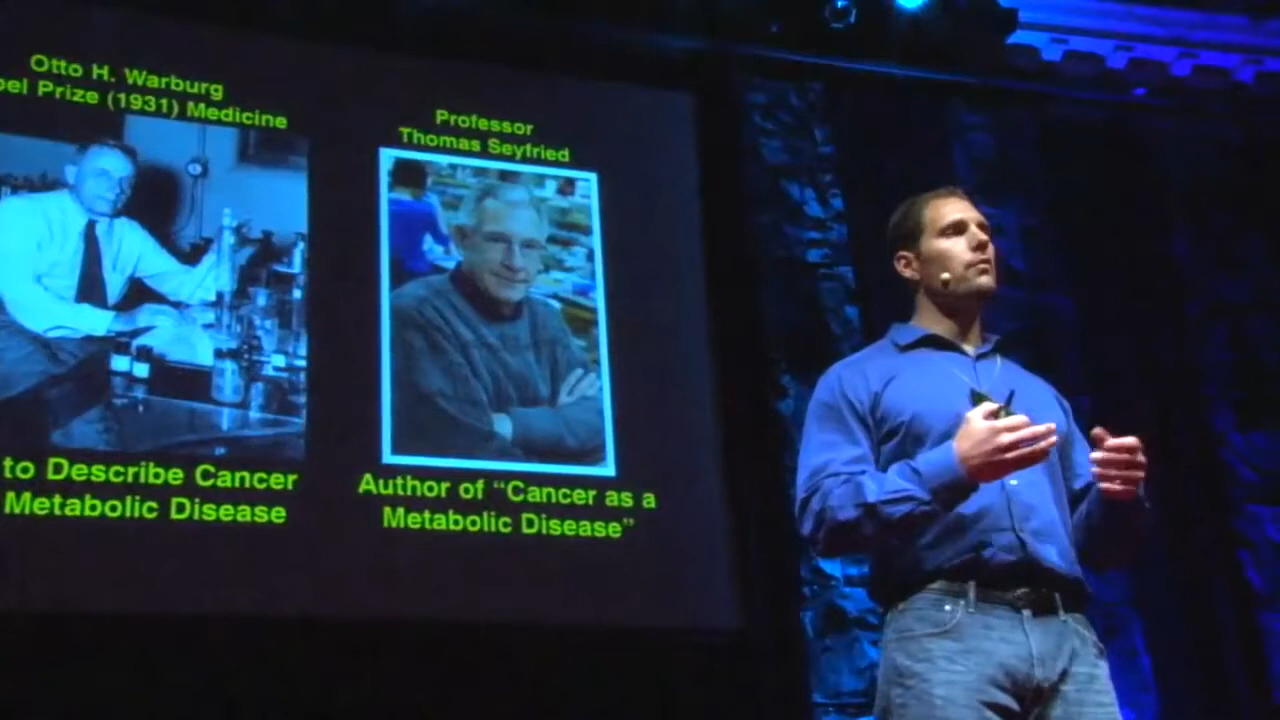 Otto H. Warburg
Prize (1931) Medicine
to Describe Cancer
Metabolic Disease
Professor
Thomas Seyfried
Author of “Cancer as a
Metabolic Disease”